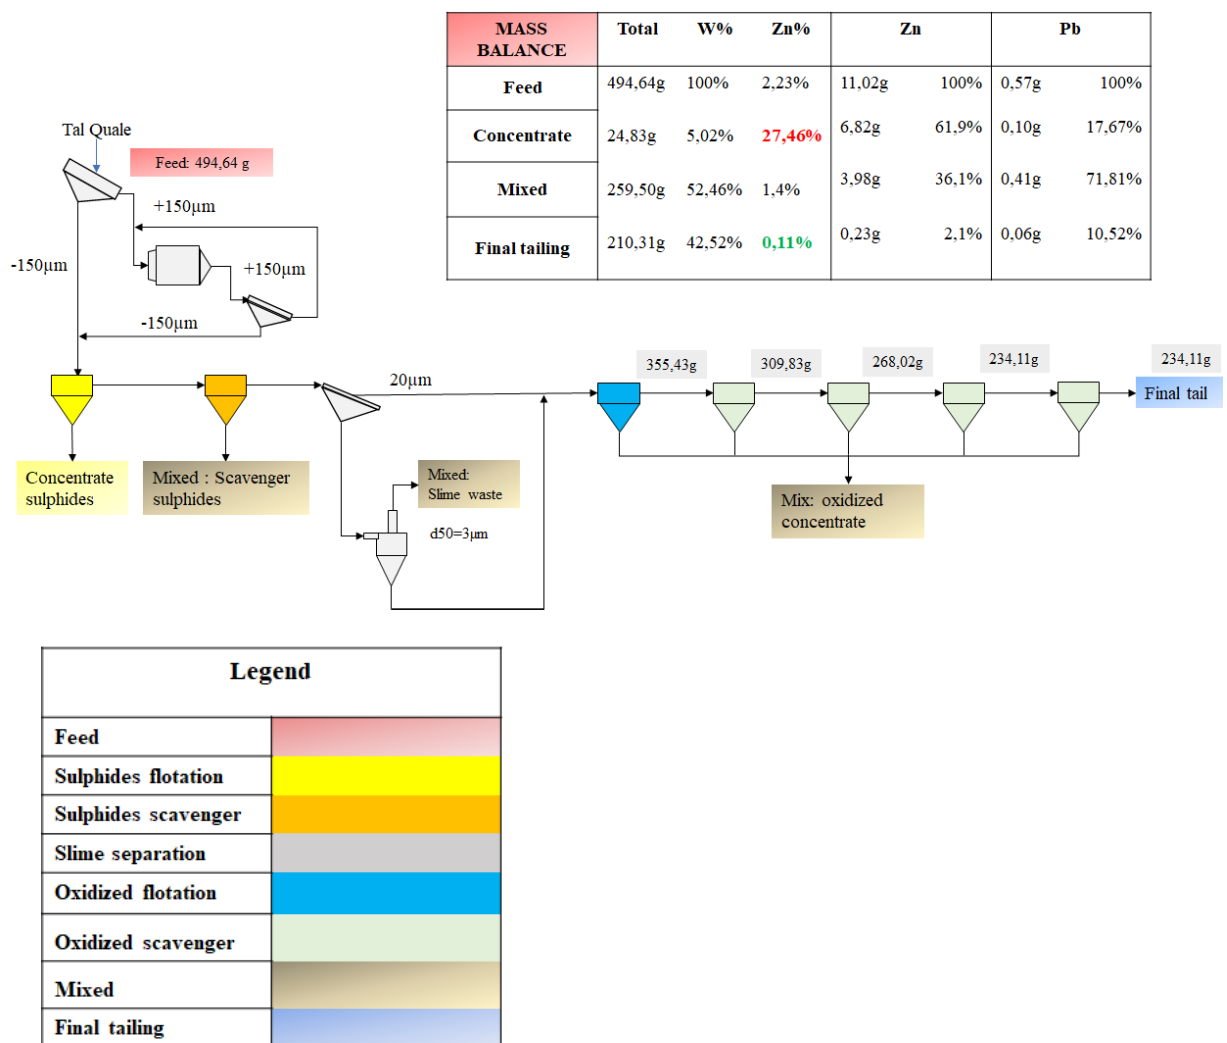 MASS BALANCE Total W% Zn% Zn Pb
Feed 494,64g 100% 2,23% 11,02g 100% 0,57g 100%
Concentrate 24,83g 5,02% 27,46% 6,82g 61,9% 0,10g 17,67%
Mixed 259,50g 52,46% 1,4% 3,98g 36,1% 0,41g 71,81%
Final tailing 210,31g 42,52% 0,11% 0,23g 2,1% 0,06g 10,52%
Tal Quale
Feed: 494,64 g
+150µm
-150µm
+150µm
-150µm
20µm
355,43g
309,83g
268,02g
234,11g
234,11g
Final tail
Concentrate
sulphides
Mixed : Scavenger
sulphides
Mixed:
Slime waste
d50=3µm
Mix: oxidized
concentrate
Legend
Feed
Sulphides flotation
Sulphides scavenger
Slime separation
Oxidized flotation
Oxidized scavenger
Mixed
Final tailing